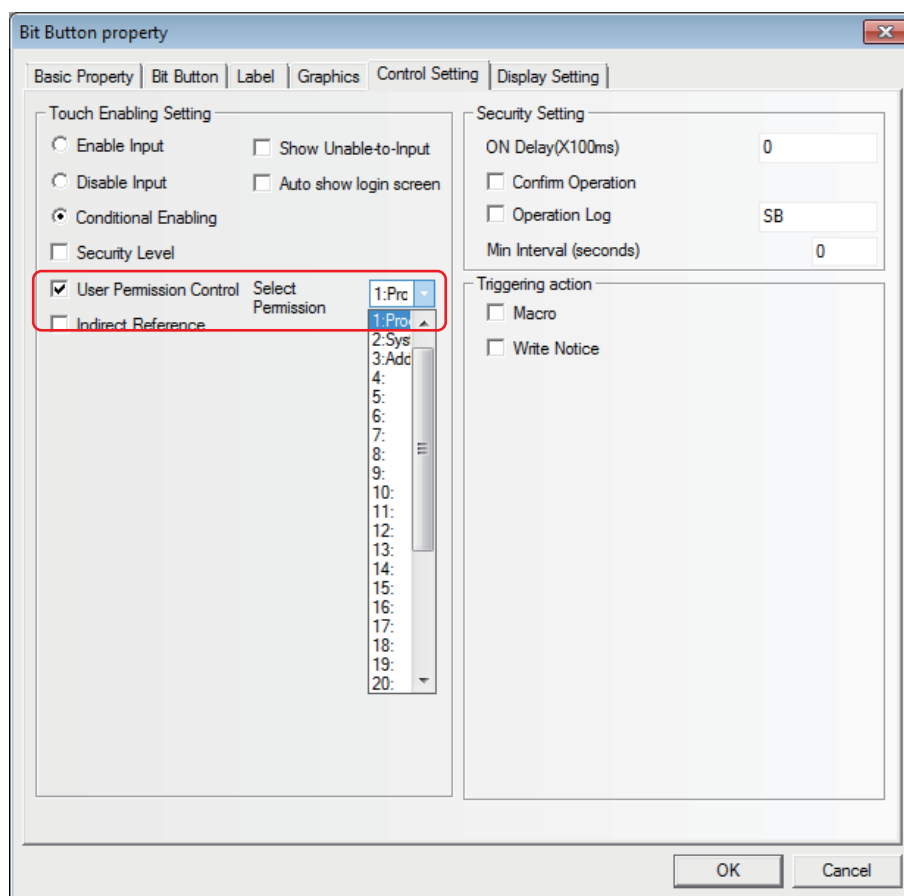 Bit Button property
Basic Property Bit Button Label Graphics Control Setting Display Setting
Touch Enabling Setting
Enable Input Show Unable-to-Input
Disable Input Auto show login screen
Conditional Enabling
Security Level
User Permission Control Select Permission 1:Prc
Indirect Reference
1:Pro
2:Sys
3:Add
4:
5:
6:
7:
8:
9:
10:
11:
12:
13:
14:
15:
16:
17:
18:
19:
20:
Security Setting
ON Delay(X100ms) 0
Confirm Operation
Operation Log SB
Min Interval (seconds) 0
Triggering action
Macro
Write Notice
OK Cancel